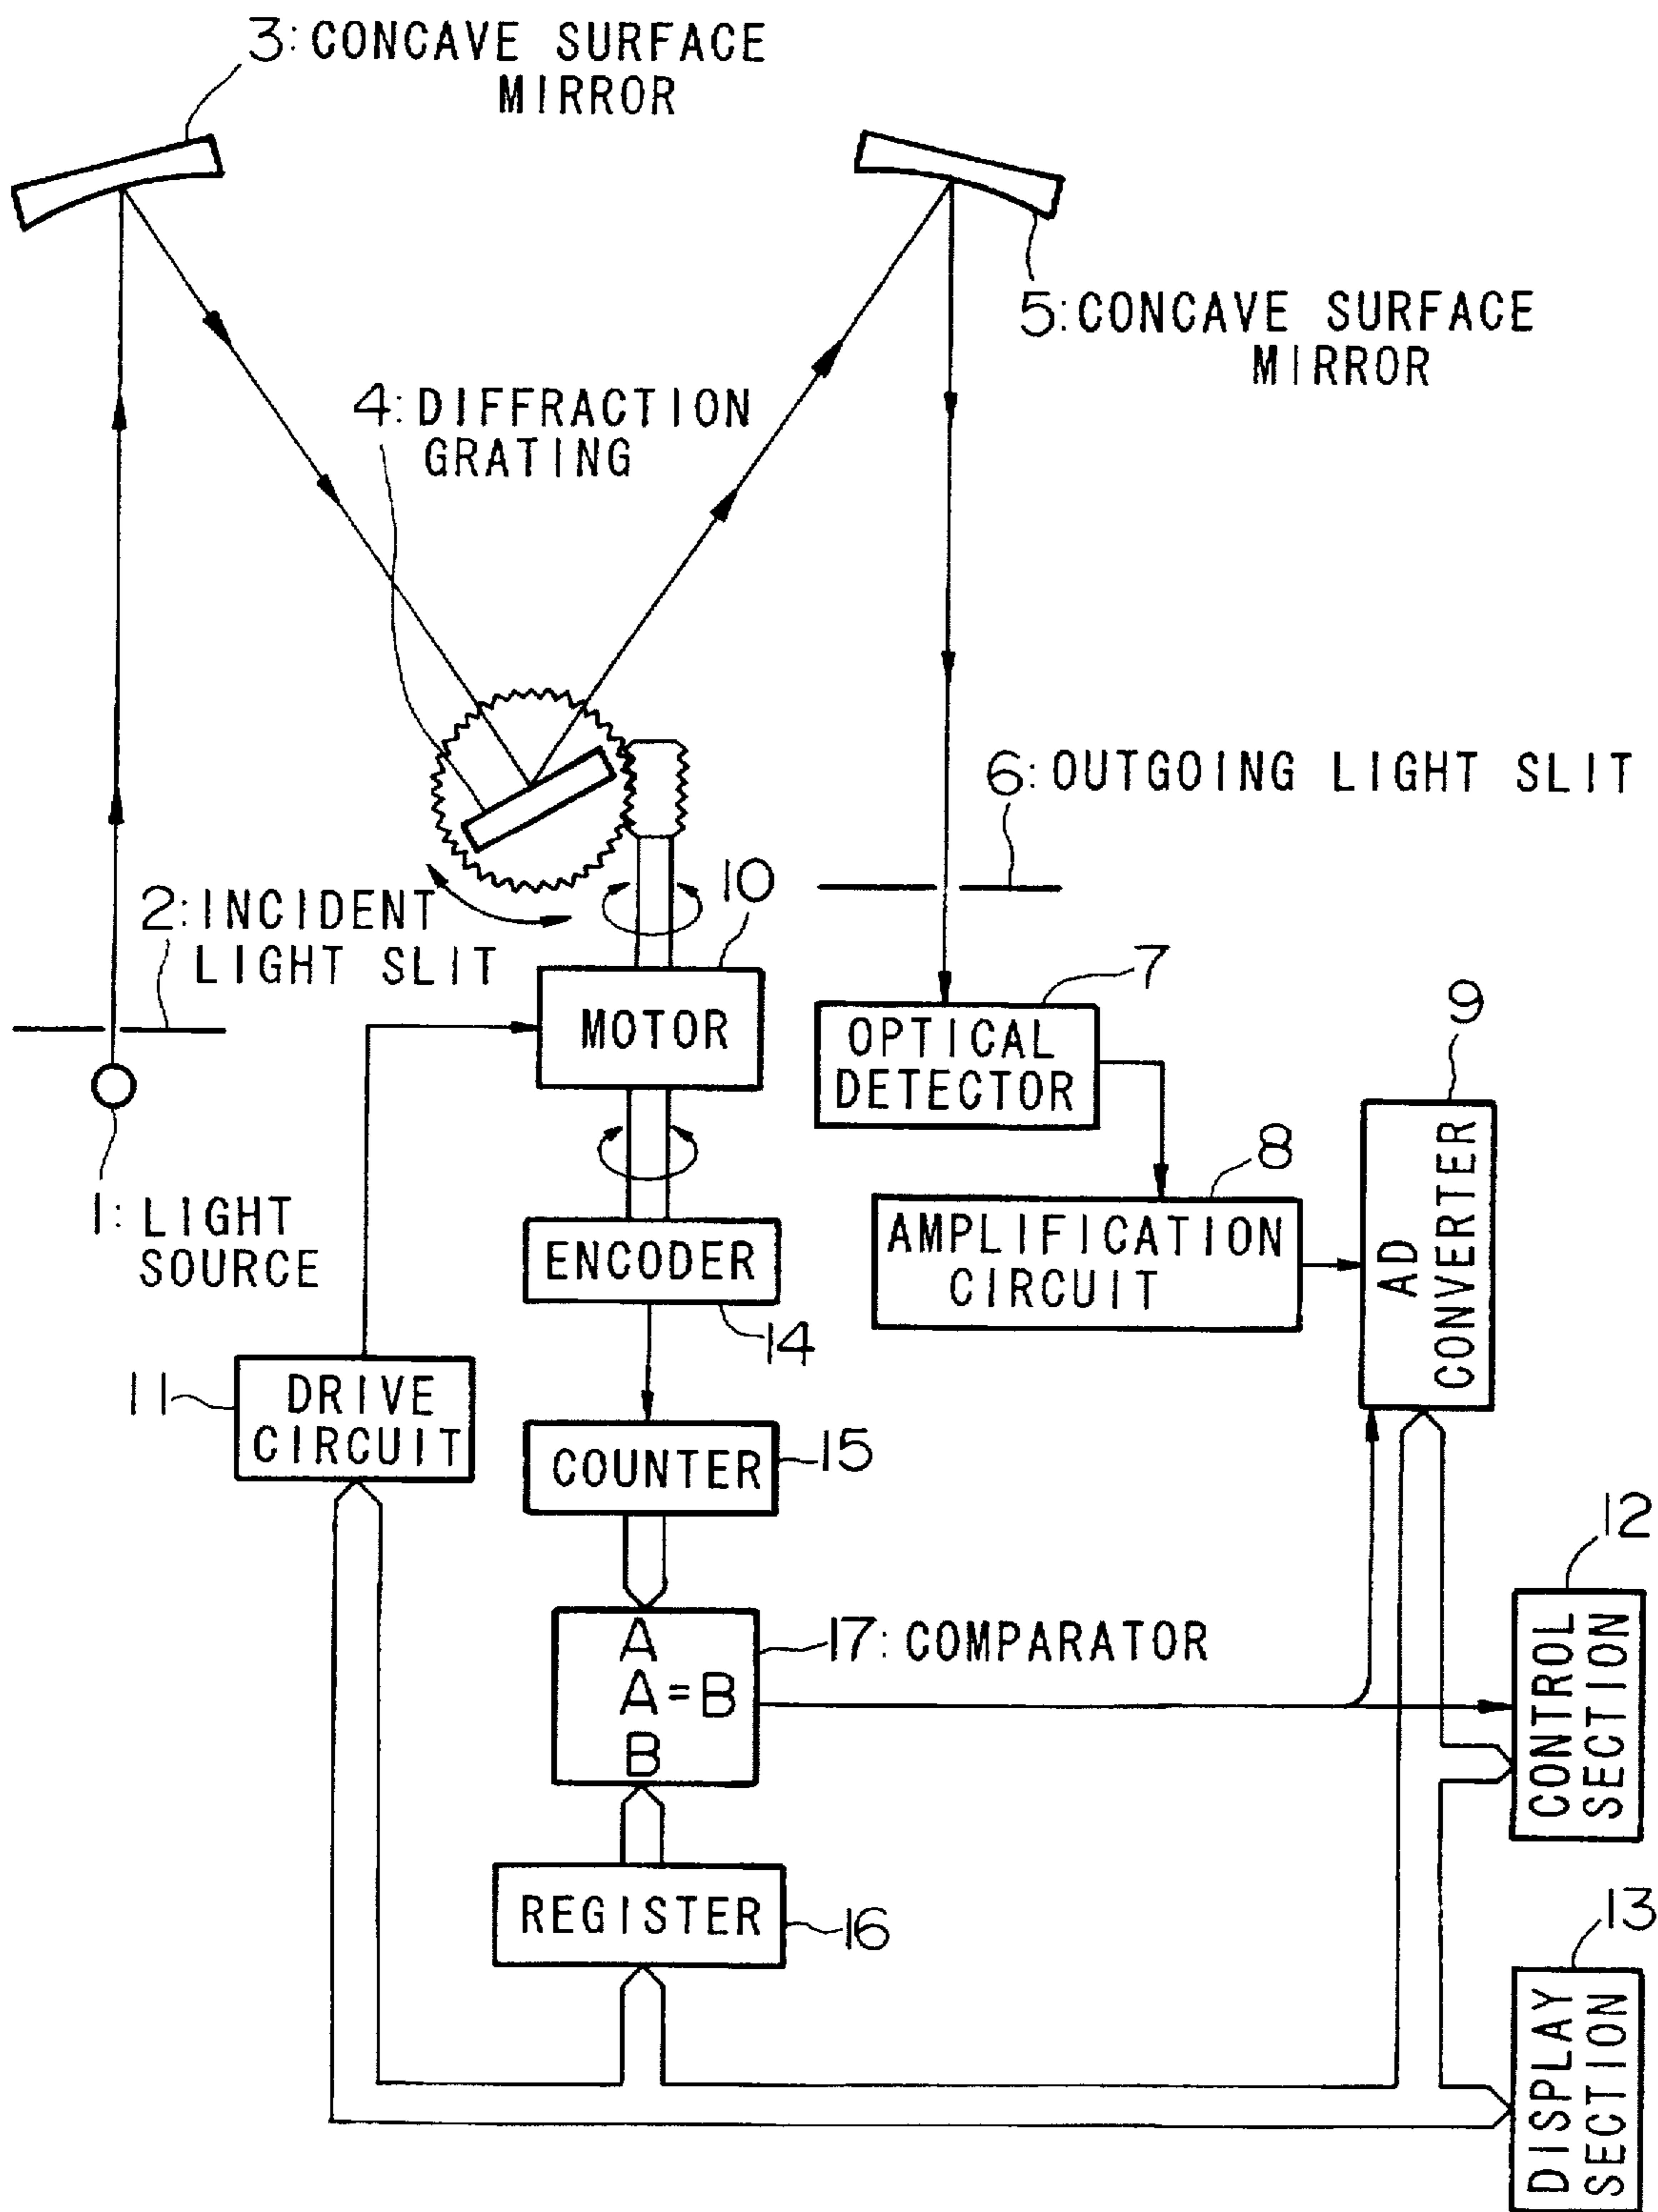 3: CONCAVE SURFACE
MIRROR
5: CONCAVE SURFACE
MIRROR
4: DIFFRACTION
GRATING
6: OUTGOING LIGHT SLIT
10
2: INCIDENT
LIGHT SLIT
7
9
MOTOR
OPTICAL
DETECTOR
8
1: LIGHT
SOURCE
ENCODER
AMPLIFICATION
CIRCUIT
AD
CONVERTER
14
11
DRIVE
CIRCUIT
COUNTER
15
12
A
A=B
B
17: COMPARATOR
CONTROL
SECTION
REGISTER
16
13
DISPLAY
SECTION